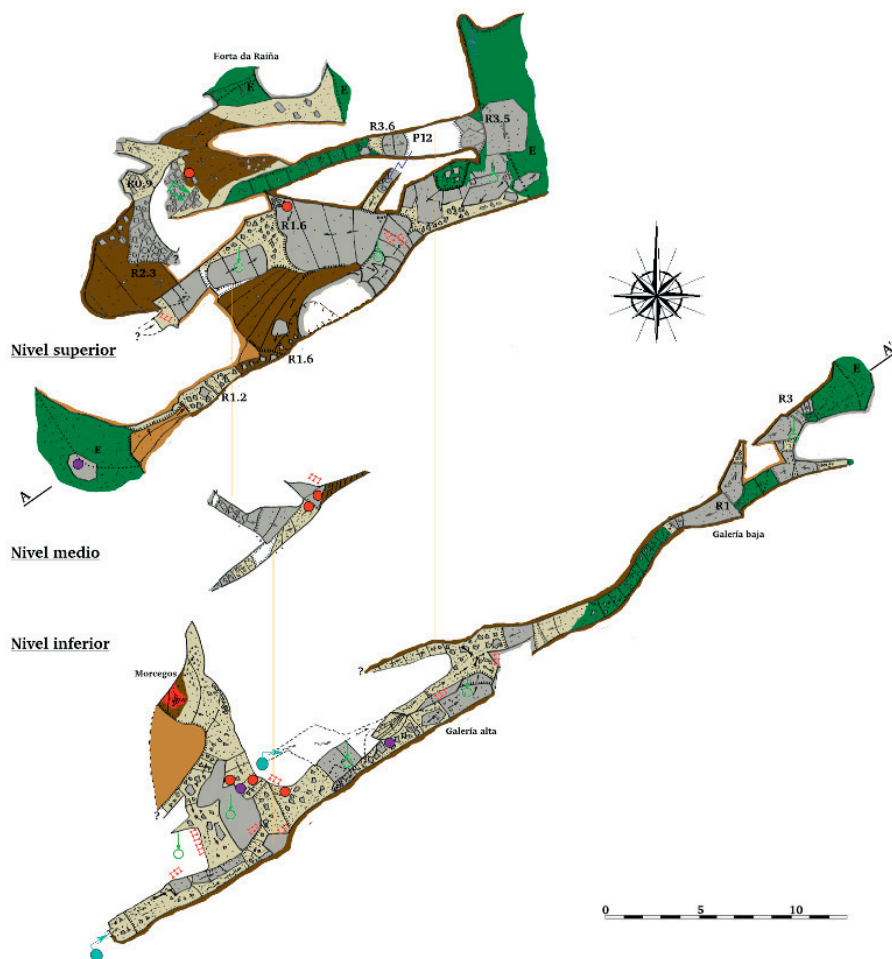 Forta da Raíña
E
E
R3.6
P12
R3.5
E
R0.9
R1.6
R2.3
?
?
Nivel superior
R1.6
R1.2
E
A
A'
E
R3
R1
Galería baja
Nivel medio
Nivel inferior
Morcegos
?
Galería alta
?
0 5 10